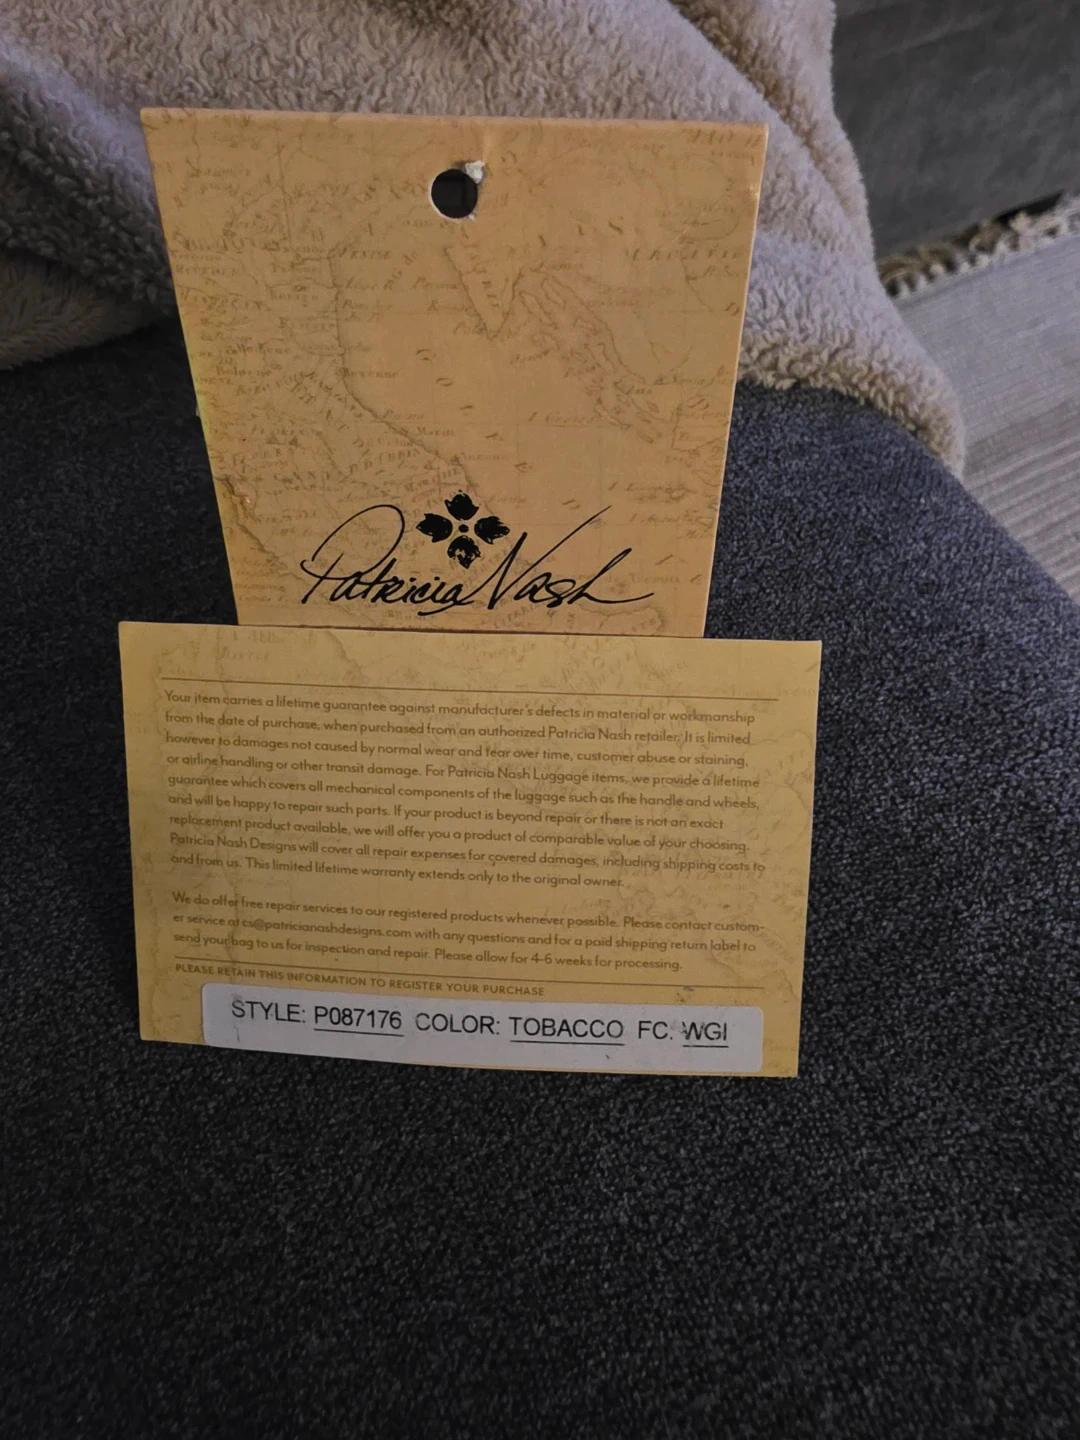 Patricia Nash
Your item carries a lifetime guarantee against manufacturer's defects in material or workmanship
from the date of purchase, when purchased from an authorized Patricia Nash retailer. It is limited
however to damages not caused by normal wear and tear over time, customer abuse or staining,
or airline handling or other transit damage. For Patricia Nash Luggage items, we provide a lifetime
guarantee which covers all mechanical components of the luggage such as the handle and wheels,
and will be happy to repair such parts. If your product is beyond repair or there is not an exact
replacement product available, we will offer you a product of comparable value of your choosing.
Patricia Nash Designs will cover all repair expenses for covered damages, including shipping costs to
and from us. This limited lifetime warranty extends only to the original owner.
We do offer free repair services to our registered products whenever possible. Please contact custom-
er service at cs@patricianashdesigns.com with any questions and for a paid shipping return label to
send your bag to us for inspection and repair. Please allow for 4-6 weeks for processing.
PLEASE RETAIN THIS INFORMATION TO REGISTER YOUR PURCHASE
STYLE: P087176 COLOR: TOBACCO FC: WGI